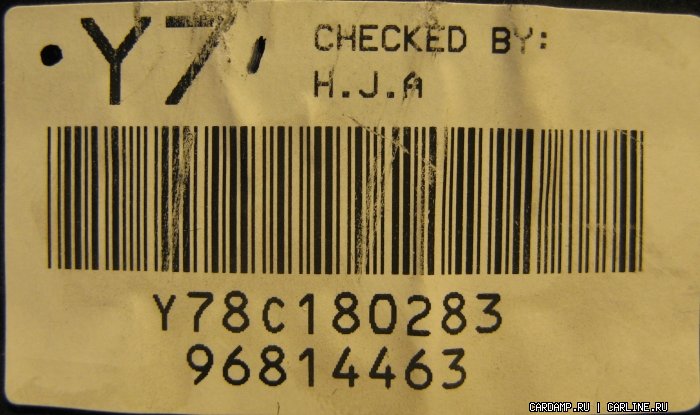 Y7
CHECKED BY:
H.J.A
Y78C180283
96814463
CARDAMP.RU | CARLINE.RU